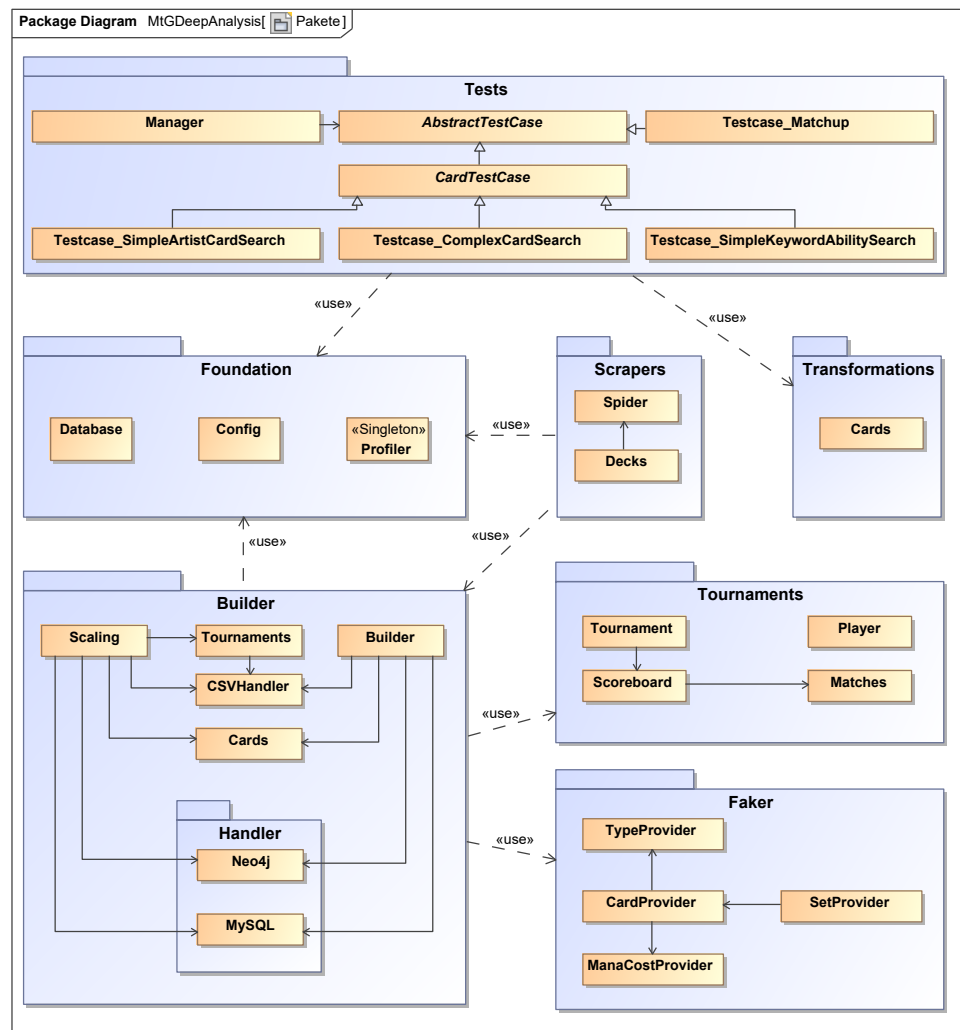 Package Diagram MtGDeepAnalysis[ Pakete ]
Tests
Manager
AbstractTestCase
Testcase_Matchup
CardTestCase
Testcase_SimpleArtistCardSearch
Testcase_ComplexCardSearch
Testcase_SimpleKeywordAbilitySearch
«use»
«use»
Foundation
Database
Config
«Singleton»
Profiler
«use»
Scrapers
Spider
Decks
Transformations
Cards
«use»
«use»
Builder
Scaling
Tournaments
Builder
CSVHandler
Cards
Handler
Neo4j
MySQL
«use»
Tournaments
Tournament
Player
Scoreboard
Matches
«use»
Faker
TypeProvider
CardProvider
SetProvider
ManaCostProvider